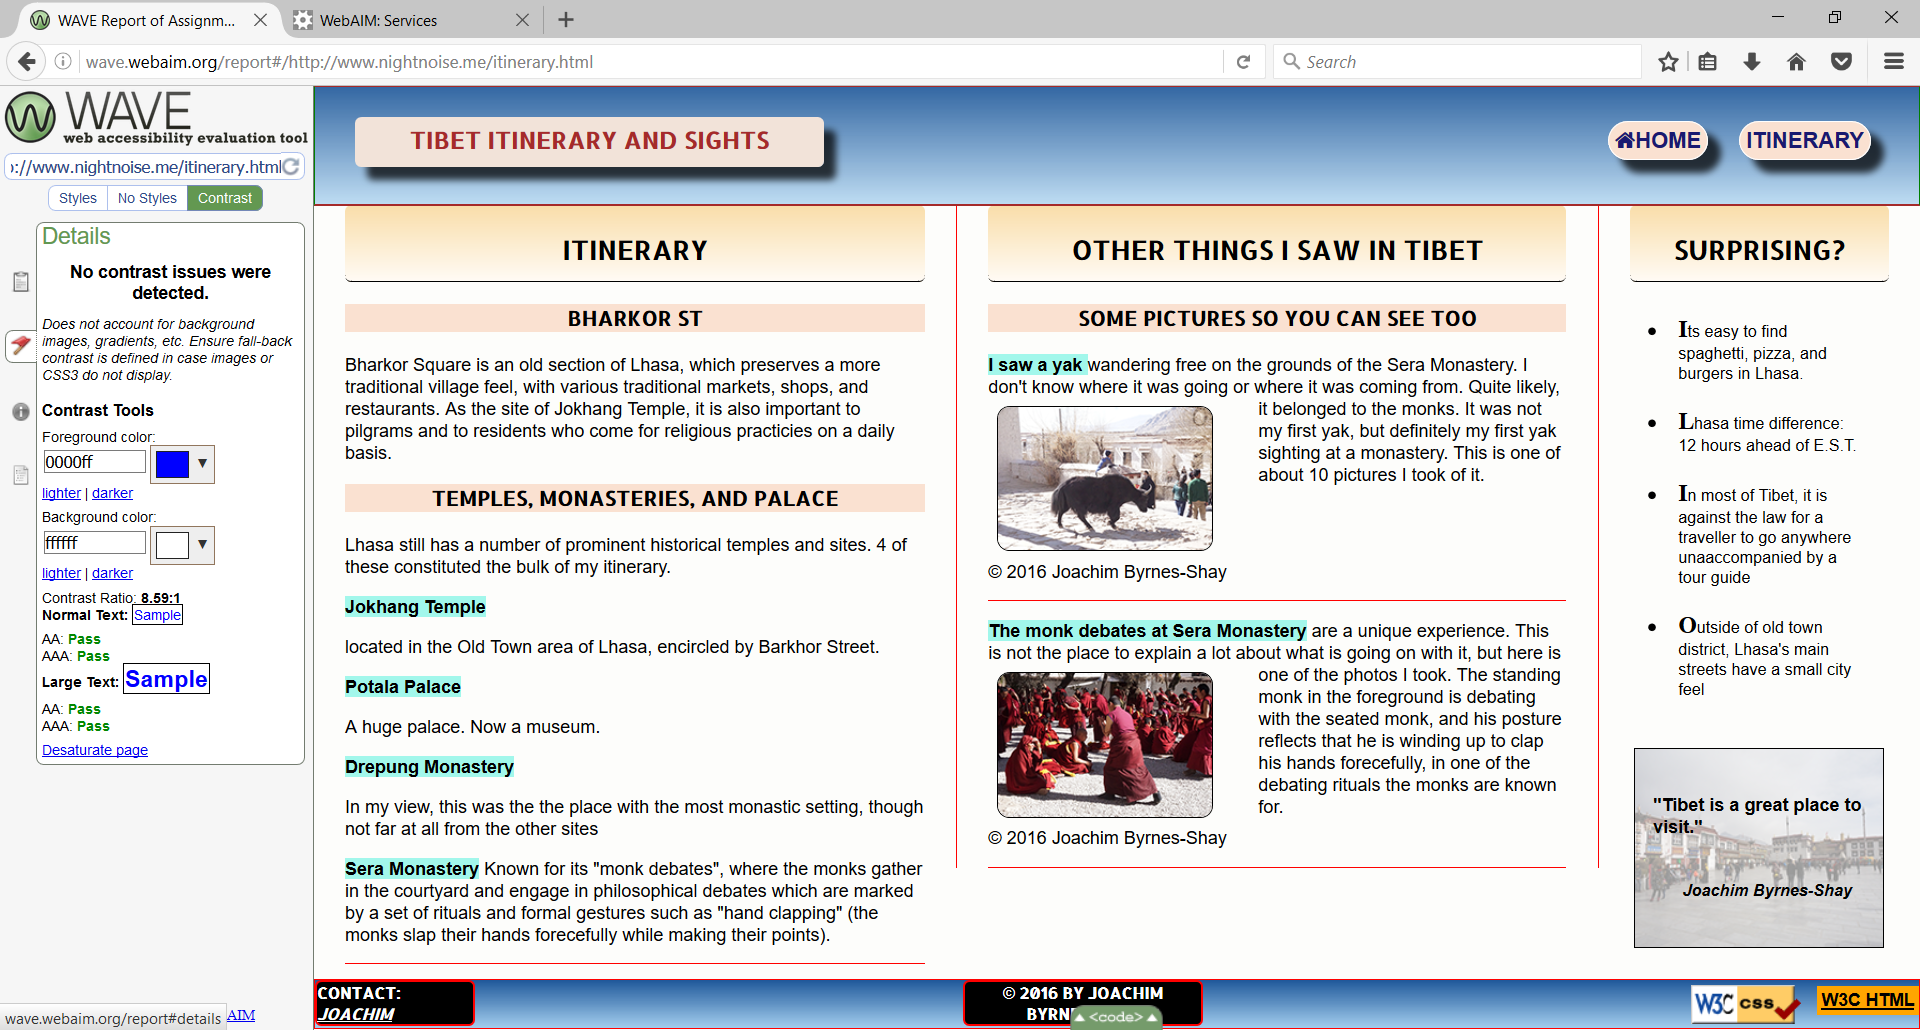 WAVE Report of Assignm...
WebAIM: Services
wave.webaim.org/report#/http://www.nightnoise.me/itinerary.html
Search
WAVE
web accessibility evaluation tool
://www.nightnoise.me/itinerary.html
Styles
No Styles
Contrast
Details
No contrast issues were
detected.
Does not account for background
images, gradients, etc. Ensure fall-back
contrast is defined in case images or
CSS3 do not display.
Contrast Tools
Foreground color:
0000ff
lighter | darker
Background color:
ffffff
lighter | darker
Contrast Ratio: 8.59:1
Normal Text: Sample
AA: Pass
AAA: Pass
Large Text: Sample
AA: Pass
AAA: Pass
Desaturate page
AIM
wave.webaim.org/report#details
TIBET ITINERARY AND SIGHTS
HOME
ITINERARY
ITINERARY
BHARKOR ST
Bharkor Square is an old section of Lhasa, which preserves a more
traditional village feel, with various traditional markets, shops, and
restaurants. As the site of Jokhang Temple, it is also important to
pilgrams and to residents who come for religious practicies on a daily
basis.
TEMPLES, MONASTERIES, AND PALACE
Lhasa still has a number of prominent historical temples and sites. 4 of
these constituted the bulk of my itinerary.
Jokhang Temple
located in the Old Town area of Lhasa, encircled by Barkhor Street.
Potala Palace
A huge palace. Now a museum.
Drepung Monastery
In my view, this was the the place with the most monastic setting, though
not far at all from the other sites
Sera Monastery Known for its "monk debates", where the monks gather
in the courtyard and engage in philosophical debates which are marked
by a set of rituals and formal gestures such as "hand clapping" (the
monks slap their hands forecefully while making their points).
OTHER THINGS I SAW IN TIBET
SOME PICTURES SO YOU CAN SEE TOO
I saw a yak wandering free on the grounds of the Sera Monastery. I
don't know where it was going or where it was coming from. Quite likely,
it belonged to the monks. It was not
my first yak, but definitely my first yak
sighting at a monastery. This is one of
about 10 pictures I took of it.
© 2016 Joachim Byrnes-Shay
The monk debates at Sera Monastery are a unique experience. This
is not the place to explain a lot about what is going on with it, but here is
one of the photos I took. The standing
monk in the foreground is debating
with the seated monk, and his posture
reflects that he is winding up to clap
his hands forecefully, in one of the
debating rituals the monks are known
for.
© 2016 Joachim Byrnes-Shay
SURPRISING?
Its easy to find
spaghetti, pizza, and
burgers in Lhasa.
Lhasa time difference:
12 hours ahead of E.S.T.
In most of Tibet, it is
against the law for a
traveller to go anywhere
unaaccompanied by a
tour guide
Outside of old town
district, Lhasa's main
streets have a small city
feel
"Tibet is a great place to
visit."
Joachim Byrnes-Shay
CONTACT:
JOACHIM
© 2016 BY JOACHIM
<code>
W3C css
W3C HTML